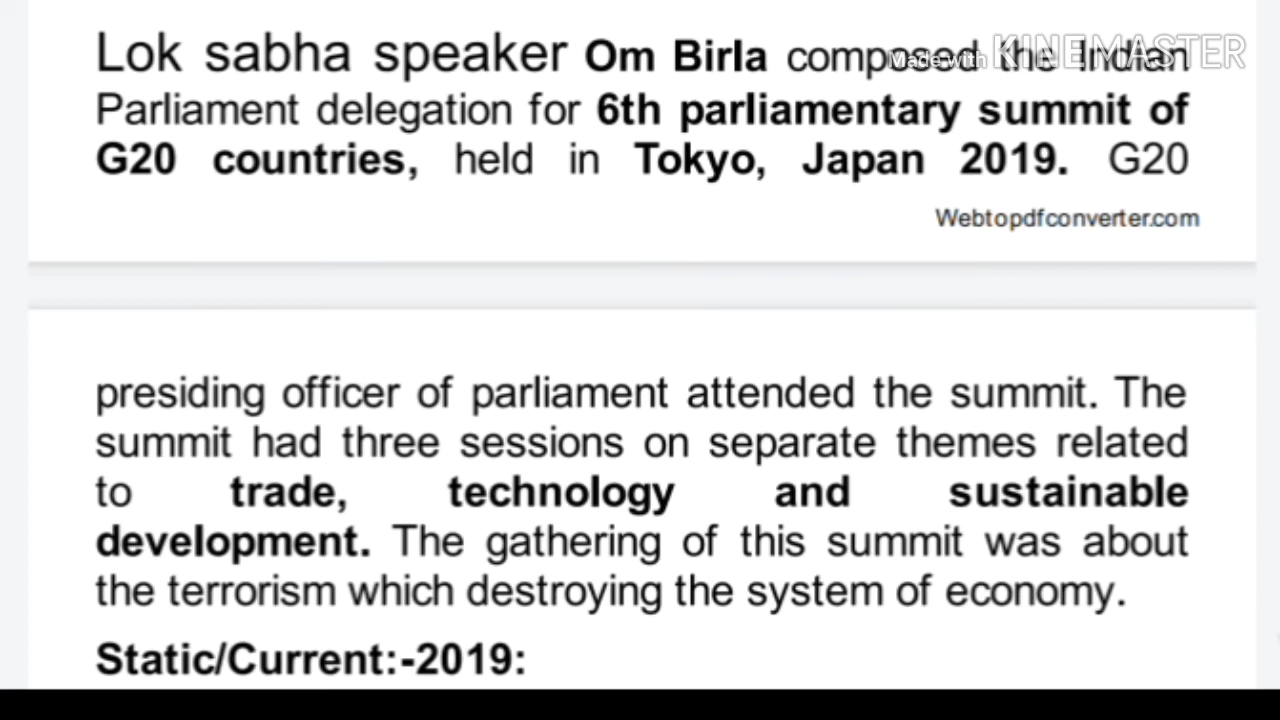 Lok sabha speaker Om Birla composed the Indian
Made with KINEMASTER
Parliament delegation for 6th parliamentary summit of
G20 countries, held in Tokyo, Japan 2019. G20
Webtopdfconverter.com
presiding officer of parliament attended the summit. The
summit had three sessions on separate themes related
to trade, technology and sustainable
development. The gathering of this summit was about
the terrorism which destroying the system of economy.
Static/Current:-2019: